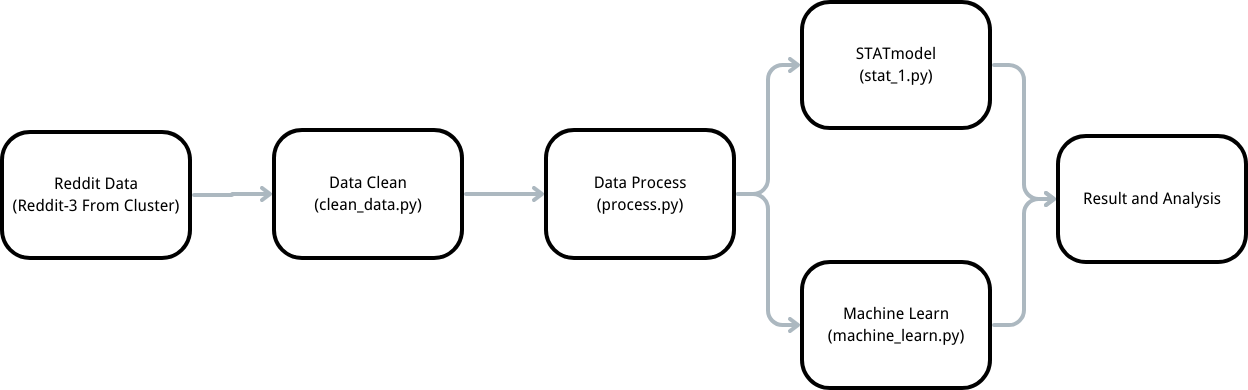 Reddit Data
(Reddit-3 From Cluster)
Data Clean
(clean_data.py)
Data Process
(process.py)
STATmodel
(stat_1.py)
Machine Learn
(machine_learn.py)
Result and Analysis